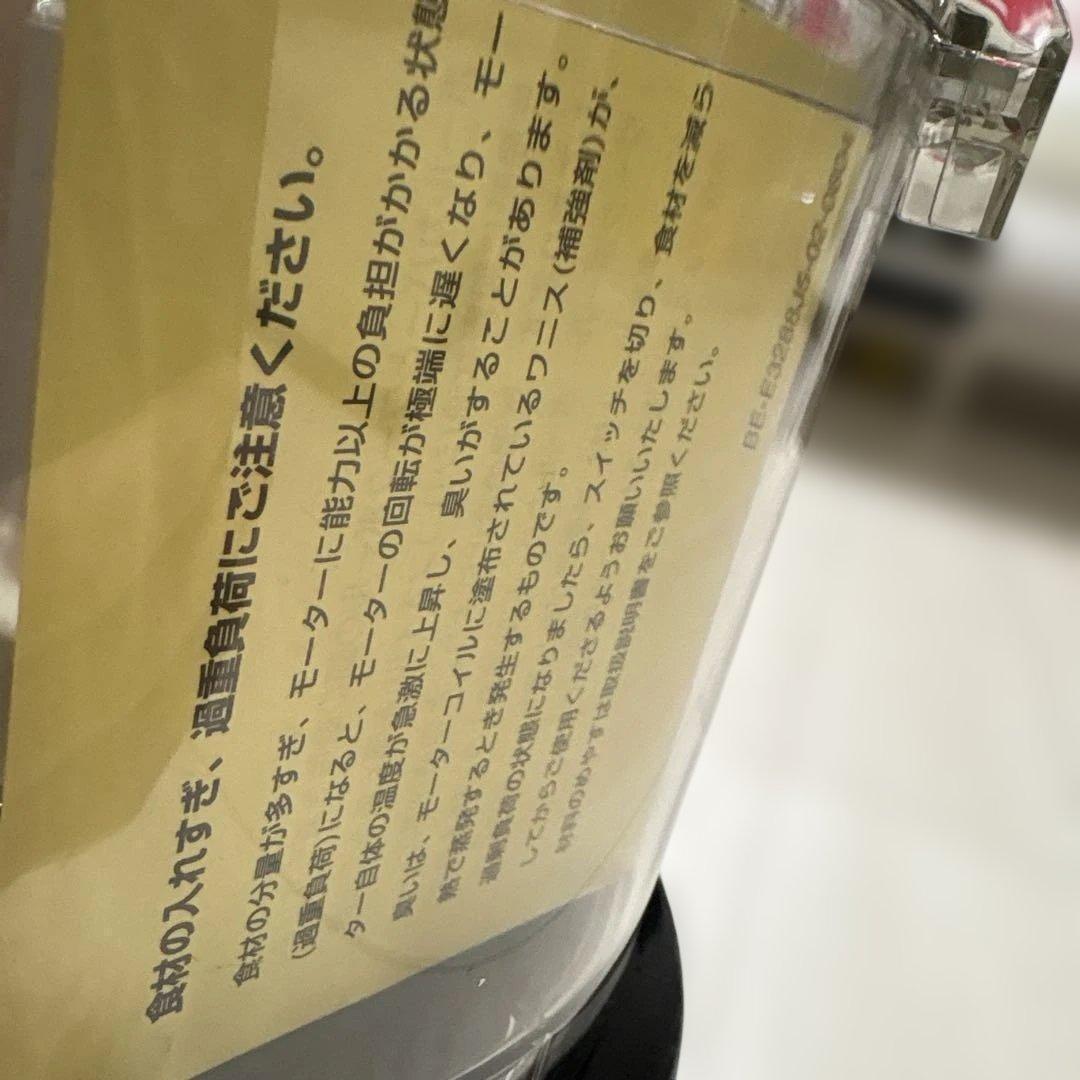 食材の入れすぎ、過重負荷にご注意ください。
食材の分量が多すぎ、モーターに能力以上の負担がかかる状態
(過重負荷)になると、モーターの回転が極端に遅くなり、モー
ター自体の温度が急激に上昇し、臭いがすることがあります。
臭いは、モーターコイルに塗布されているワニス(補強剤)が、
熱で蒸発するとき発生するものです。
過剰負荷の状態になりましたら、スイッチを切り、食材を減ら
してからご使用くださるようお願いいたします。
材料のめやすは取扱説明書をご参照ください。
BE-E3288JS-02-0804